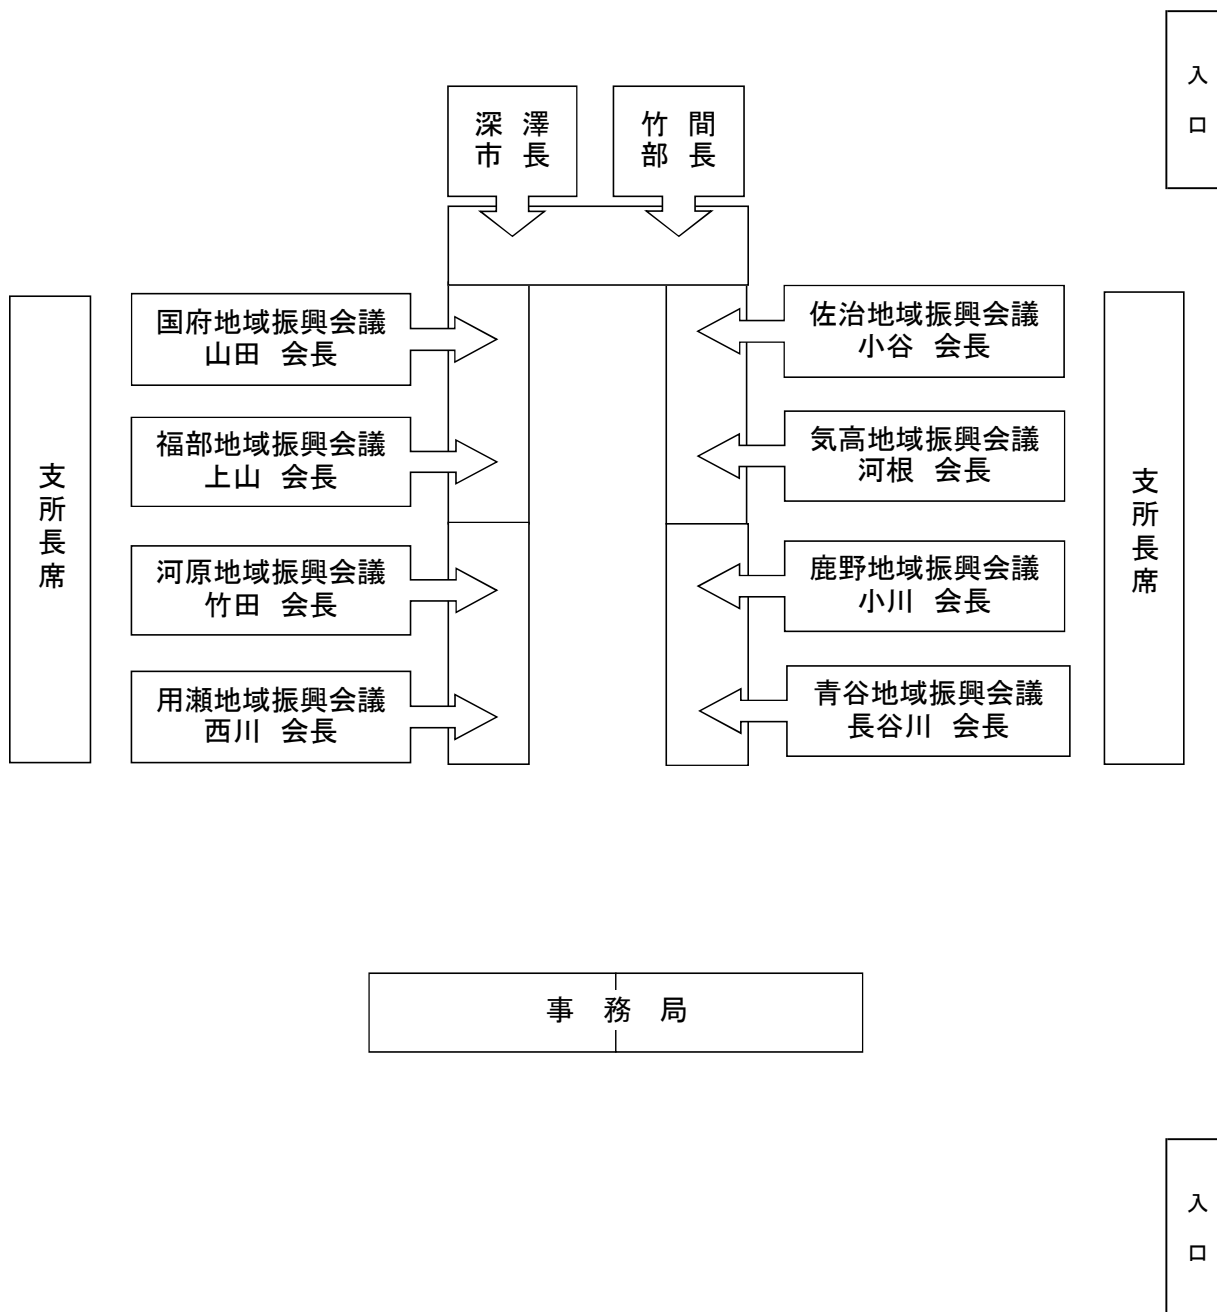 入口
深澤
市長
竹間
部長
国府地域振興会議
山田 会長
佐治地域振興会議
小谷 会長
福部地域振興会議
上山 会長
気高地域振興会議
河根 会長
支所長席
支所長席
河原地域振興会議
竹田 会長
鹿野地域振興会議
小川 会長
用瀬地域振興会議
西川 会長
青谷地域振興会議
長谷川 会長
事務局
入口